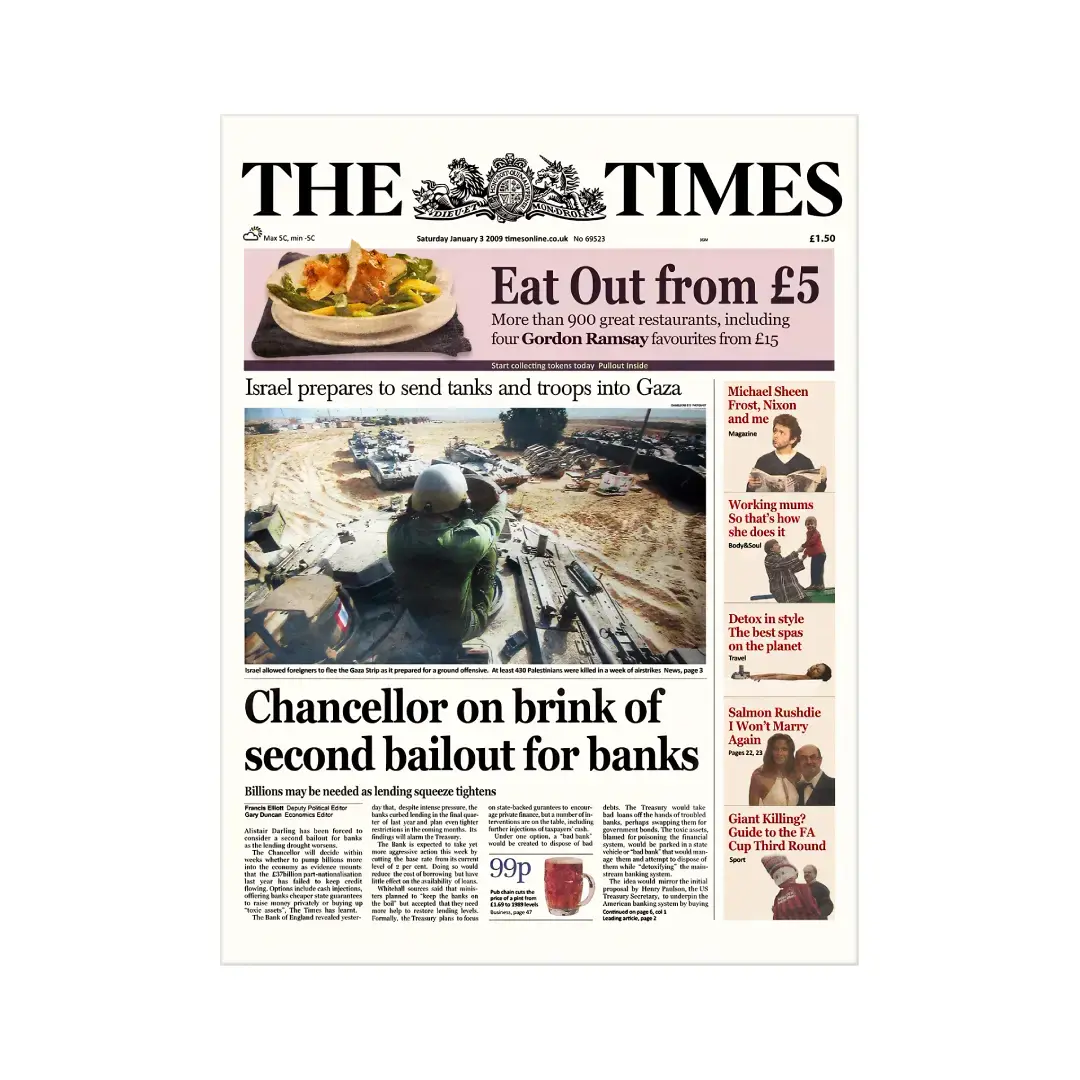 THE TIMES
DIEU ET MON DROIT
Max 5C, min -5C
Saturday January 3 2009 timesonline.co.uk No 69523
£1.50
Eat Out from £5
More than 900 great restaurants, including
four Gordon Ramsay favourites from £15
Start collecting tokens today Pullout Inside
Israel prepares to send tanks and troops into Gaza
Israel allowed foreigners to flee the Gaza Strip as it prepared for a ground offensive. At least 430 Palestinians were killed in a week of airstrikes News, page 3
Chancellor on brink of
second bailout for banks
Billions may be needed as lending squeeze tightens
Francis Elliott Deputy Political Editor
Gary Duncan Economics Editor
Alistair Darling has been forced to
consider a second bailout for banks
as the lending drought worsens.
The Chancellor will decide within
weeks whether to pump billions more
into the economy as evidence mounts
that the £37billion part-nationalisation
last year has failed to keep credit
flowing. Options include cash injections,
offering banks cheaper state guarantees
to raise money privately or buying up
"toxic assets", The Times has learnt.
The Bank of England revealed yester-
day that, despite intense pressure, the
banks curbed lending in the final quar-
ter of last year and plan even tighter
restrictions in the coming months. Its
findings will alarm the Treasury.
The Bank is expected to take yet
more aggressive action this week by
cutting the base rate from its current
level of 2 per cent. Doing so would
reduce the cost of borrowing but have
little effect on the availability of loans.
Whitehall sources said that minis-
ters planned to "keep the banks on
the boil" but accepted that they need
more help to restore lending levels.
Formally, the Treasury plans to focus
on state-backed gurantees to encour-
age private finance, but a number of in-
terventions are on the table, including
further injections of taxpayers' cash.
Under one option, a "bad bank"
would be created to dispose of bad
99p
Pub chain cuts the
price of a plot from
£1.69 to 1989 levels
Business, page 47
debts. The Treasury would take
bad loans off the hands of troubled
banks, perhaps swapping them for
government bonds. The toxic assets,
blamed for poisoning the financial
system, would be parked in a state
vehicle or "bad bank" that would man-
age them and attempt to dispose of
them while "detoxifying" the main-
stream banking system.
The idea would mirror the initial
proposal by Henry Paulson, the US
Treasury Secretary, to underpin the
American banking system by buying
Continued on page 6, col 1
Leading article, page 2
Michael Sheen
Frost, Nixon
and me
Magazine
Working mums
So that's how
she does it
Body&Soul
Detox in style
The best spas
on the planet
Travel
Salmon Rushdie
I Won't Marry
Again
Pages 22, 23
Giant Killing?
Guide to the FA
Cup Third Round
Sport